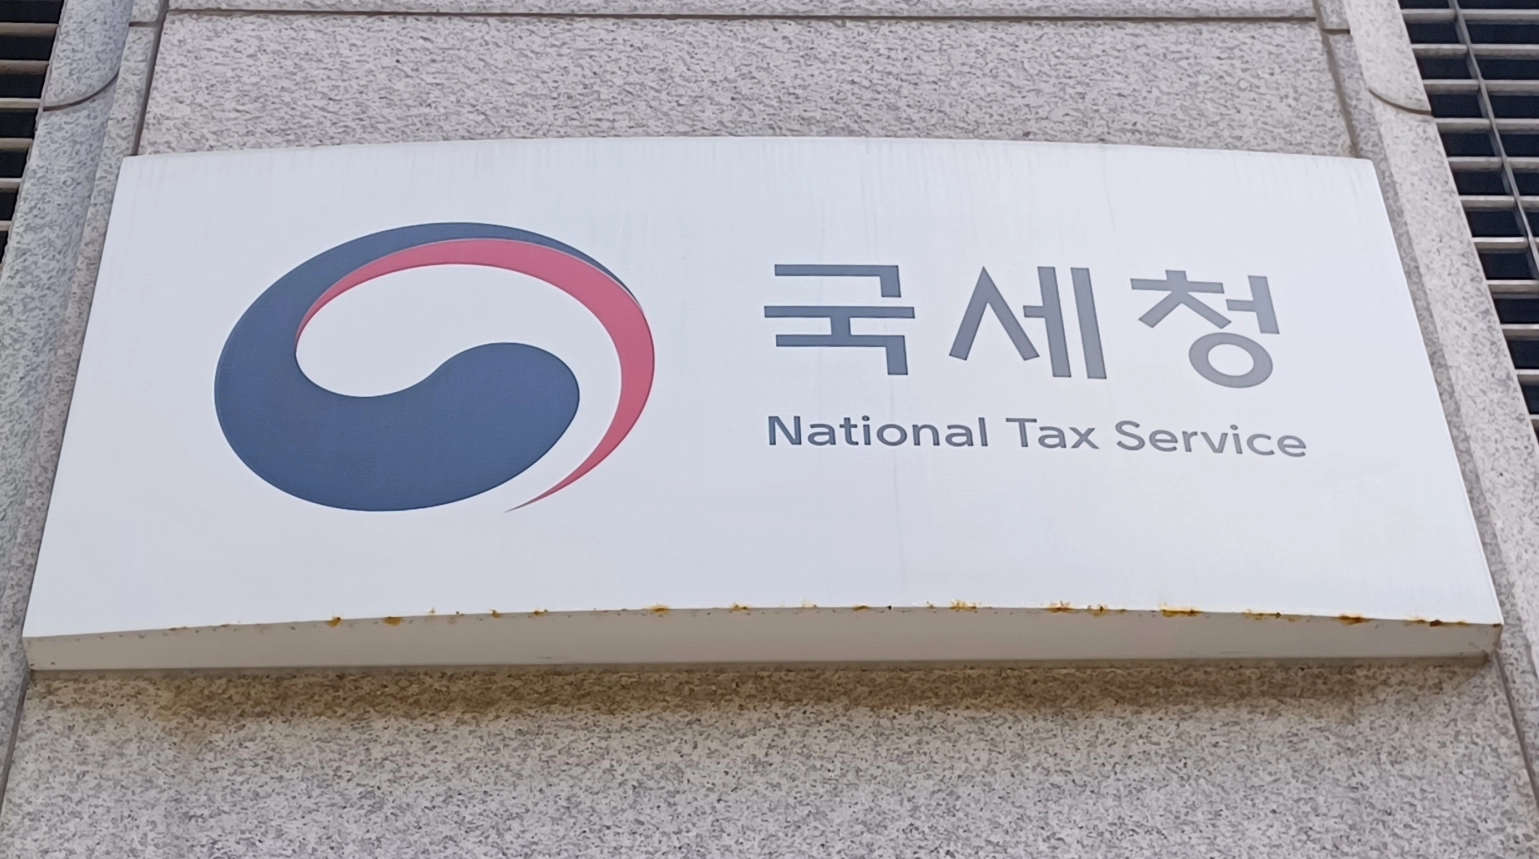 국세청
National Tax Service